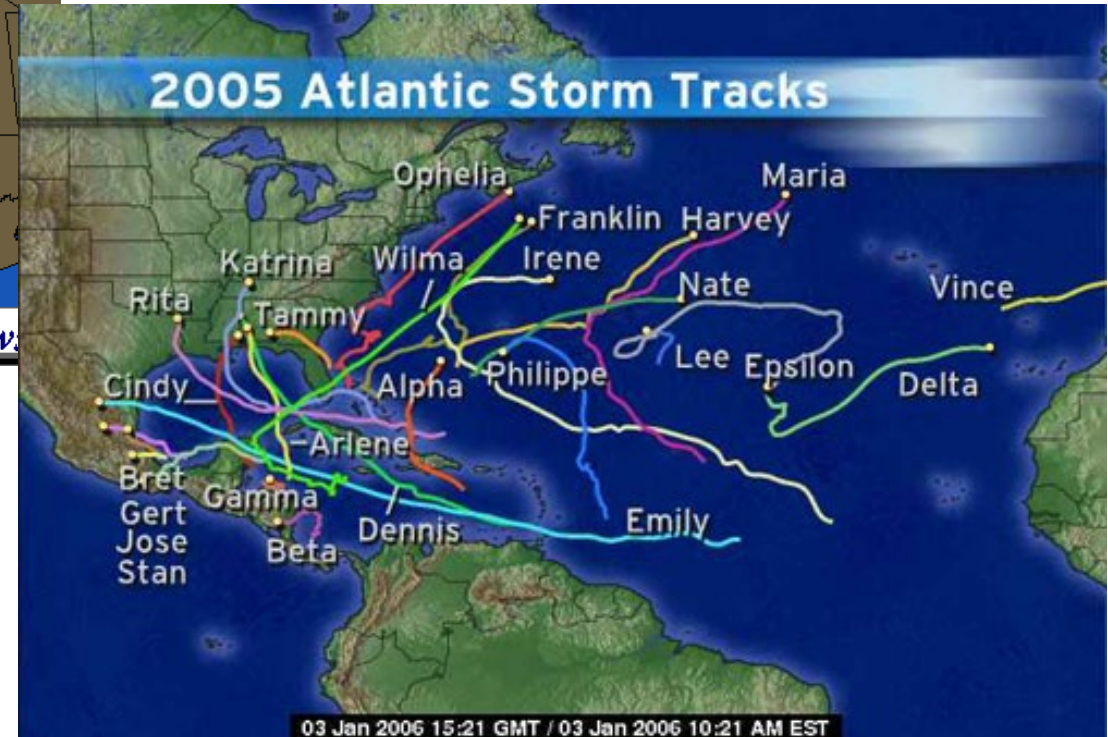 2005 Atlantic Storm Tracks
Ophelia
Maria
Franklin
Harvey
Katrina
Wilma
Irene
Rita
Tammy
Nate
Vince
Cindy
Alpha
Philippe
Lee
Epsilon
Delta
Arlene
Bret
Gert
Jose
Stan
Gamma
Dennis
Emily
Beta
03 Jan 2006 15:21 GMT / 03 Jan 2006 10:21 AM EST